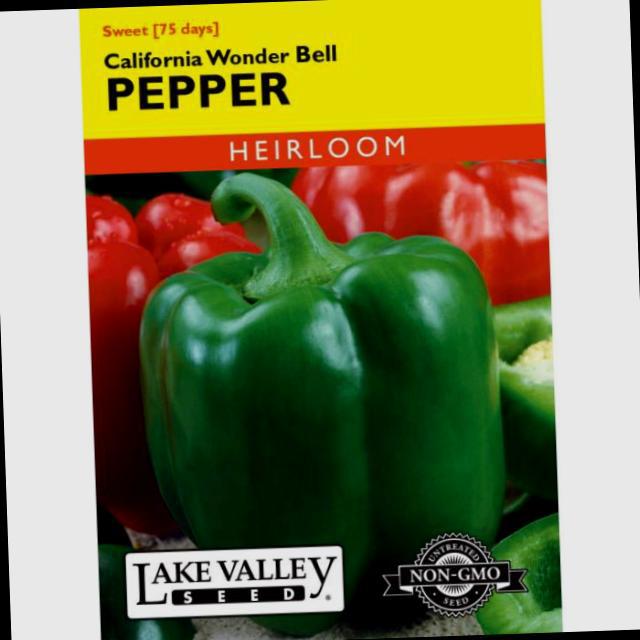 Sweet [75 days]
California Wonder Bell
PEPPER
HEIRLOOM
LAKE VALLEY
SEED®
UNTREATED
NON-GMO
SEED